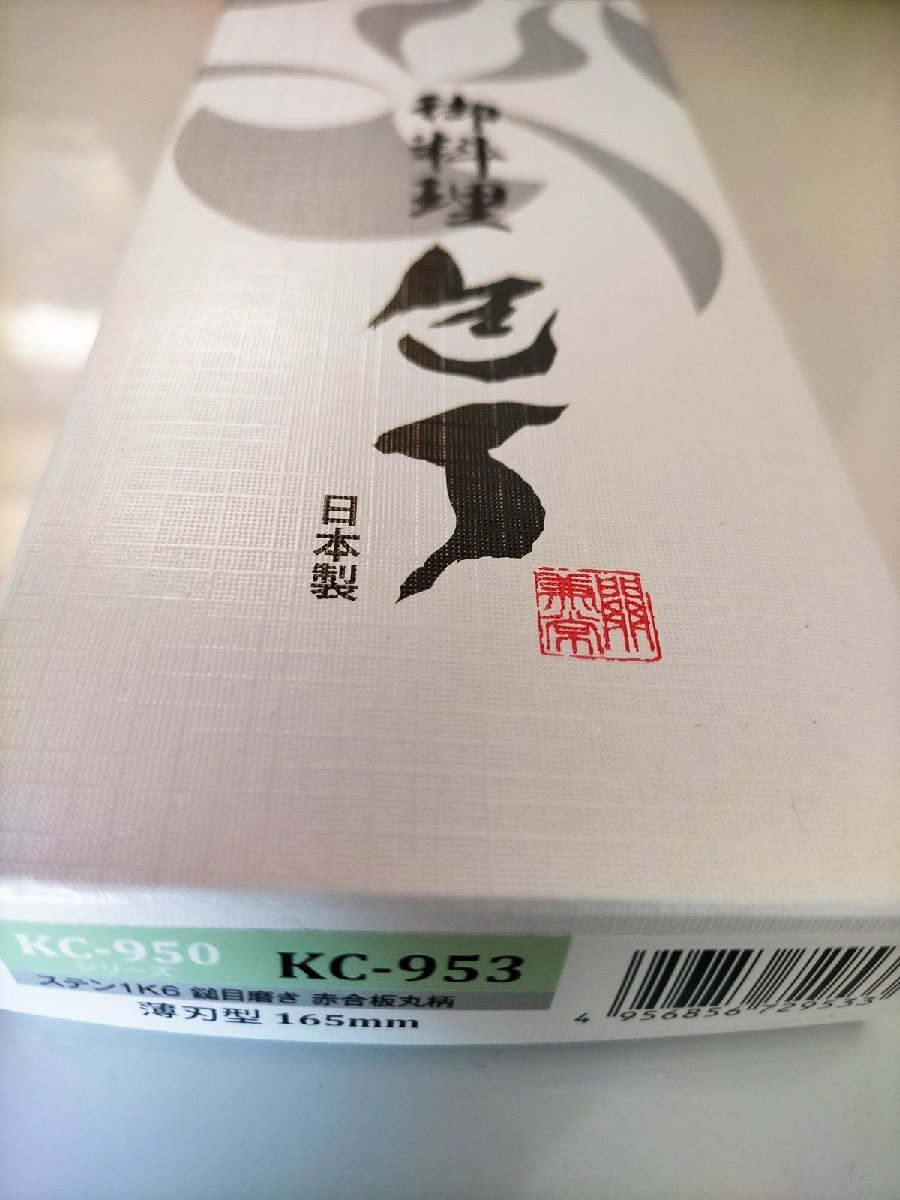 御料理
包丁
日本製
關兼常
KC-950
シリーズ
KC-953
ステン1K6 鎚目磨き 赤合板丸柄
薄刃型 165mm
4 956856 729533